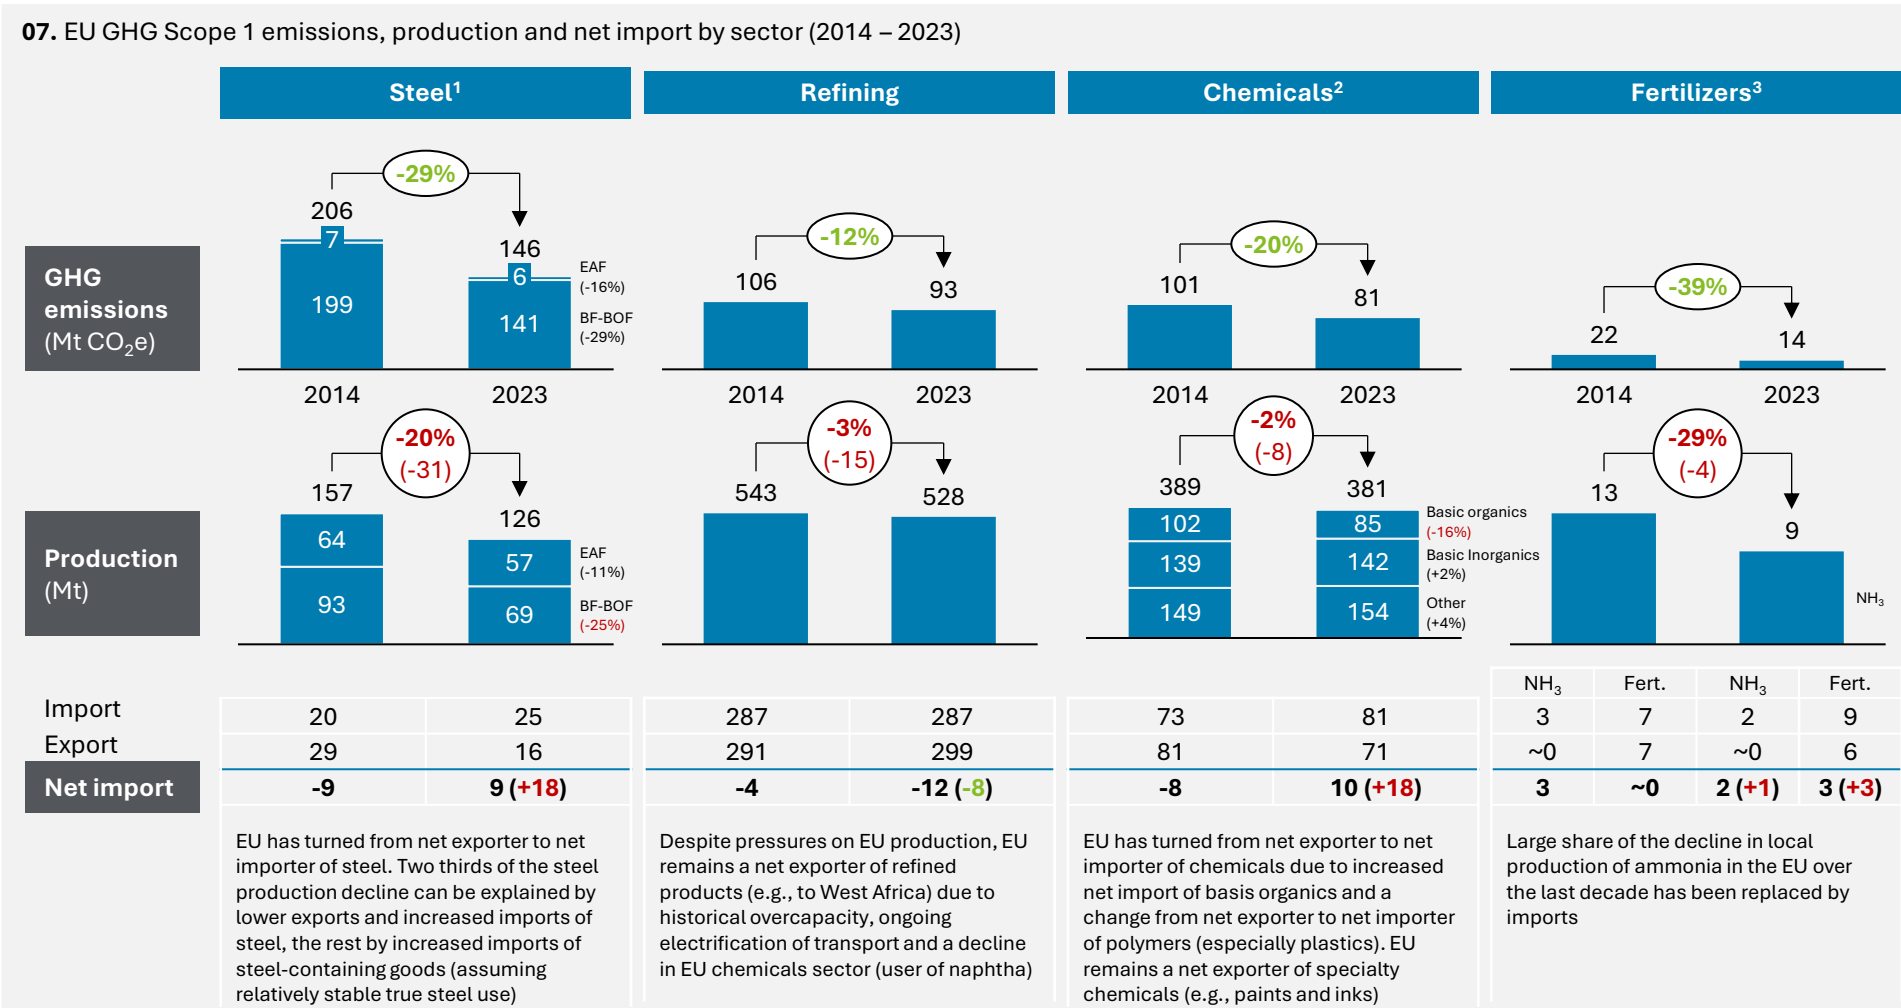 07. EU GHG Scope 1 emissions, production and net import by sector (2014 – 2023)
Steel¹
Refining
Chemicals²
Fertilizers³
GHG
emissions
(Mt CO₂e)
-29%
206
7
199
146
6
141
EAF
(-16%)
BF-BOF
(-29%)
2014
2023
-12%
106
93
2014
2023
-20%
101
81
2014
2023
-39%
22
14
2014
2023
Production
(Mt)
-20%
(-31)
157
64
93
126
57
69
EAF
(-11%)
BF-BOF
(-25%)
-3%
(-15)
543
528
-2%
(-8)
389
102
139
149
381
85
142
154
Basic organics
(-16%)
Basic Inorganics
(+2%)
Other
(+4%)
-29%
(-4)
13
9
NH₃
NH₃ Fert. NH₃ Fert.
Import 20 25 287 287 73 81 3 7 2 9
Export 29 16 291 299 81 71 ~0 7 ~0 6
Net import -9 9 (+18) -4 -12 (-8) -8 10 (+18) 3 ~0 2 (+1) 3 (+3)
EU has turned from net exporter to net
importer of steel. Two thirds of the steel
production decline can be explained by
lower exports and increased imports of
steel, the rest by increased imports of
steel-containing goods (assuming
relatively stable true steel use)
Despite pressures on EU production, EU
remains a net exporter of refined
products (e.g., to West Africa) due to
historical overcapacity, ongoing
electrification of transport and a decline
in EU chemicals sector (user of naphtha)
EU has turned from net exporter to net
importer of chemicals due to increased
net import of basis organics and a
change from net exporter to net importer
of polymers (especially plastics). EU
remains a net exporter of specialty
chemicals (e.g., paints and inks)
Large share of the decline in local
production of ammonia in the EU over
the last decade has been replaced by
imports